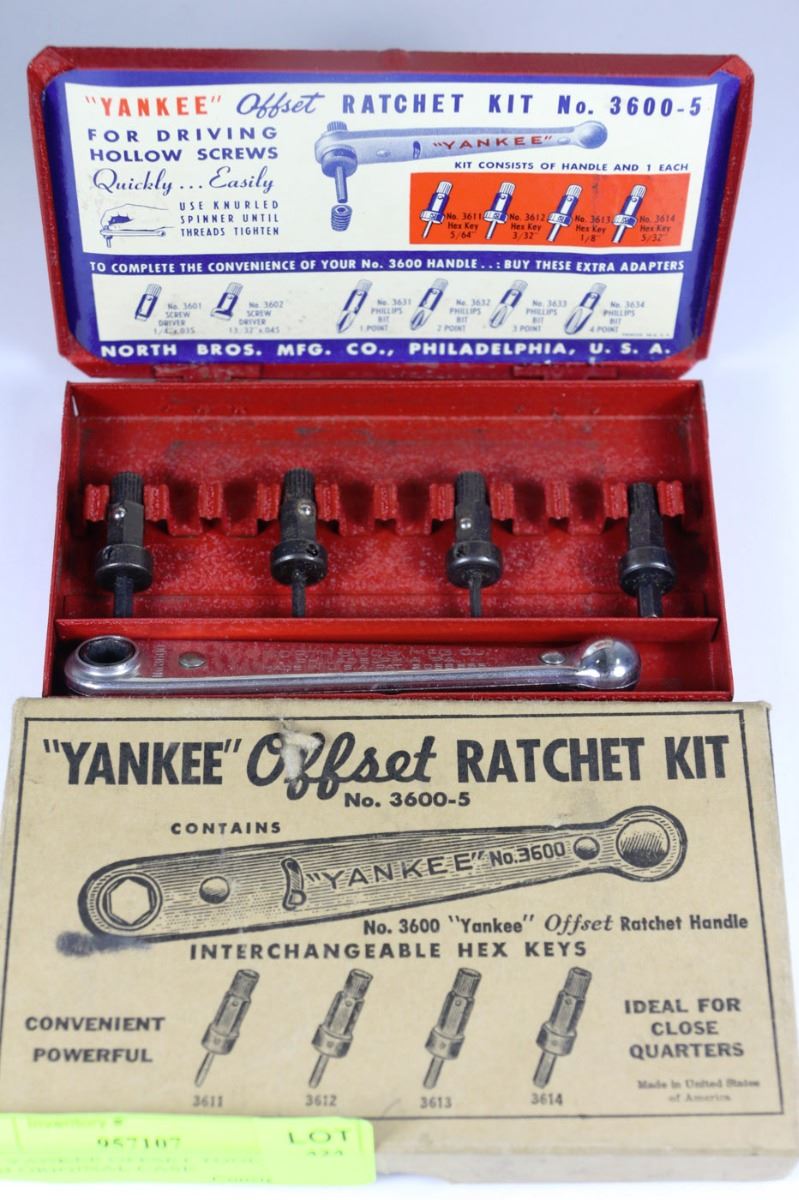 "YANKEE" Offset RATCHET KIT No. 3600-5
FOR DRIVING
HOLLOW SCREWS
Quickly... Easily
USE KNURLED
SPINNER UNTIL
THREADS TIGHTEN
"YANKEE"
KIT CONSISTS OF HANDLE AND 1 EACH
No. 3611 Hex Key 5/64"
No. 3612 Hex Key 3/32"
No. 3613 Hex Key 1/8"
No. 3614 Hex Key 5/32"
TO COMPLETE THE CONVENIENCE OF YOUR No. 3600 HANDLE...: BUY THESE EXTRA ADAPTERS
No. 3601 SCREW DRIVER 1/4 x .035
No. 3602 SCREW DRIVER 13/32" x .045
No. 3631 PHILLIPS BIT 1 POINT
No. 3632 PHILLIPS BIT 2 POINT
No. 3633 PHILLIPS BIT 3 POINT
No. 3634 PHILLIPS BIT 4 POINT
NORTH BROS. MFG. CO., PHILADELPHIA, U. S. A.
"YANKEE" Offset RATCHET KIT
No. 3600-5
CONTAINS
"YANKEE" No. 3600
No. 3600 "Yankee" Offset Ratchet Handle
INTERCHANGEABLE HEX KEYS
CONVENIENT
POWERFUL
IDEAL FOR
CLOSE
QUARTERS
3611 3612 3613 3614
Made in United States
of America
Inventory #
957107
LOT